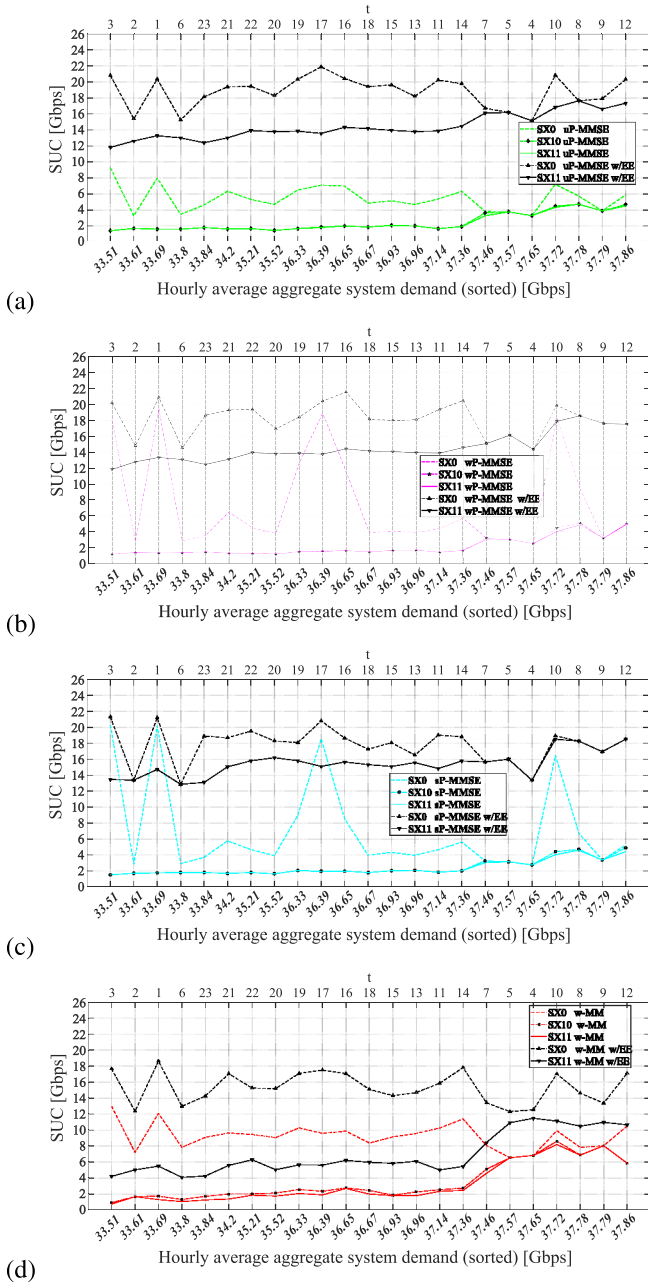 t
3 2 1 6 23 21 22 20 19 17 16 18 15 13 11 14 7 5 4 10 8 9 12
26
24
22
20
18
16
14
12
10
8
6
4
2
0
SUC [Gbps]
SX0 uP-MMSE
SX10 uP-MMSE
SX11 uP-MMSE
SX0 uP-MMSE w/EE
SX11 uP-MMSE w/EE
33.51 33.61 33.69 33.8 33.84 34.2 35.21 35.52 36.33 36.39 36.65 36.67 36.93 36.96 37.14 37.36 37.46 37.57 37.65 37.72 37.78 37.79 37.86
Hourly average aggregate system demand (sorted) [Gbps]
(a)
t
3 2 1 6 23 21 22 20 19 17 16 18 15 13 11 14 7 5 4 10 8 9 12
26
24
22
20
18
16
14
12
10
8
6
4
2
0
SUC [Gbps]
SX0 wP-MMSE
SX10 wP-MMSE
SX11 wP-MMSE
SX0 wP-MMSE w/EE
SX11 wP-MMSE w/EE
33.51 33.61 33.69 33.8 33.84 34.2 35.21 35.52 36.33 36.39 36.65 36.67 36.93 36.96 37.14 37.36 37.46 37.57 37.65 37.72 37.78 37.79 37.86
Hourly average aggregate system demand (sorted) [Gbps]
(b)
t
3 2 1 6 23 21 22 20 19 17 16 18 15 13 11 14 7 5 4 10 8 9 12
26
24
22
20
18
16
14
12
10
8
6
4
2
0
SUC [Gbps]
SX0 sP-MMSE
SX10 sP-MMSE
SX11 sP-MMSE
SX0 sP-MMSE w/EE
SX11 sP-MMSE w/EE
33.51 33.61 33.69 33.8 33.84 34.2 35.21 35.52 36.33 36.39 36.65 36.67 36.93 36.96 37.14 37.36 37.46 37.57 37.65 37.72 37.78 37.79 37.86
Hourly average aggregate system demand (sorted) [Gbps]
(c)
t
3 2 1 6 23 21 22 20 19 17 16 18 15 13 11 14 7 5 4 10 8 9 12
26
24
22
20
18
16
14
12
10
8
6
4
2
0
SUC [Gbps]
SX0 w-MM
SX10 w-MM
SX11 w-MM
SX0 w-MM w/EE
SX11 w-MM w/EE
33.51 33.61 33.69 33.8 33.84 34.2 35.21 35.52 36.33 36.39 36.65 36.67 36.93 36.96 37.14 37.36 37.46 37.57 37.65 37.72 37.78 37.79 37.86
Hourly average aggregate system demand (sorted) [Gbps]
(d)